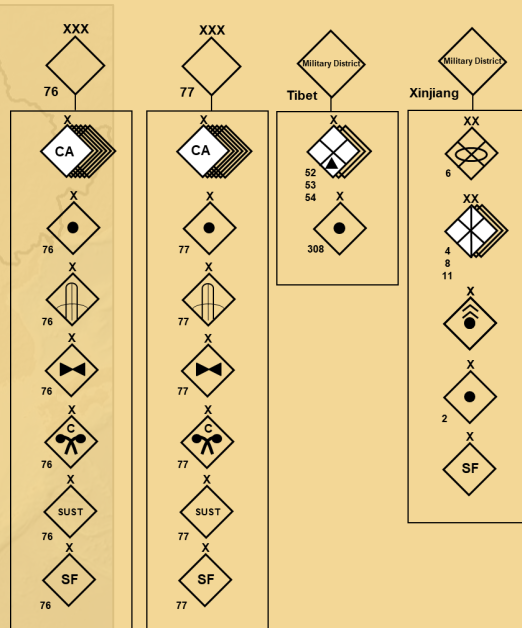 XXX
76
X
CA
X
76
X
76
X
76
X
C
76
X
SUST
76
X
SF
76
XXX
77
X
CA
X
77
X
77
X
77
X
C
77
X
SUST
77
X
SF
77
Military District
Tibet
X
52
53
54
X
308
Military District
Xinjiang
XX
6
XX
4
8
11
X
X
2
X
SF